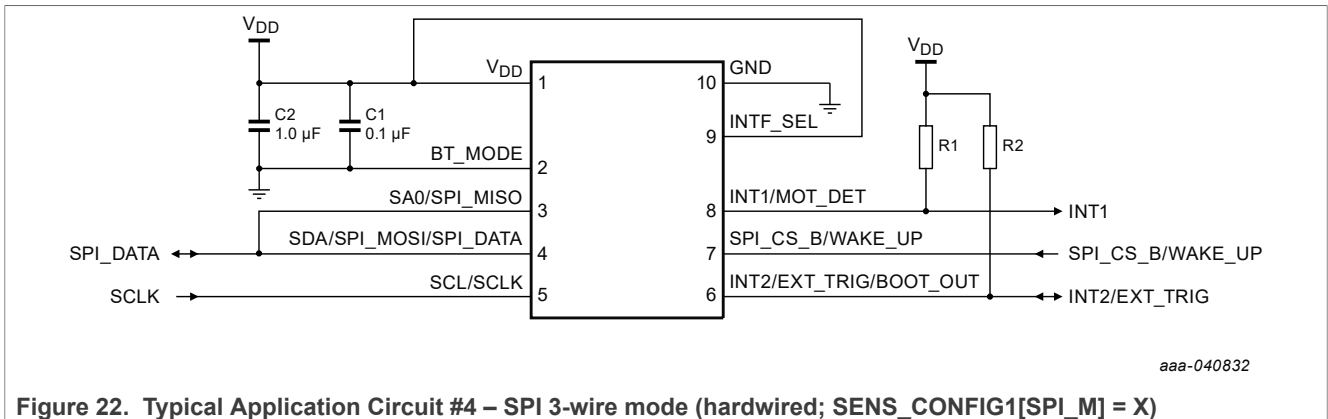 VDD
VDD
VDD
1
10
GND
C2
1.0 µF
C1
0.1 µF
9
INTF_SEL
R1
R2
BT_MODE
2
SA0/SPI_MISO
3
8
INT1/MOT_DET
INT1
SPI_DATA
SDA/SPI_MOSI/SPI_DATA
4
7
SPI_CS_B/WAKE_UP
SPI_CS_B/WAKE_UP
SCLK
SCL/SCLK
5
6
INT2/EXT_TRIG/BOOT_OUT
INT2/EXT_TRIG
aaa-040832
Figure 22. Typical Application Circuit #4 – SPI 3-wire mode (hardwired; SENS_CONFIG1[SPI_M] = X)